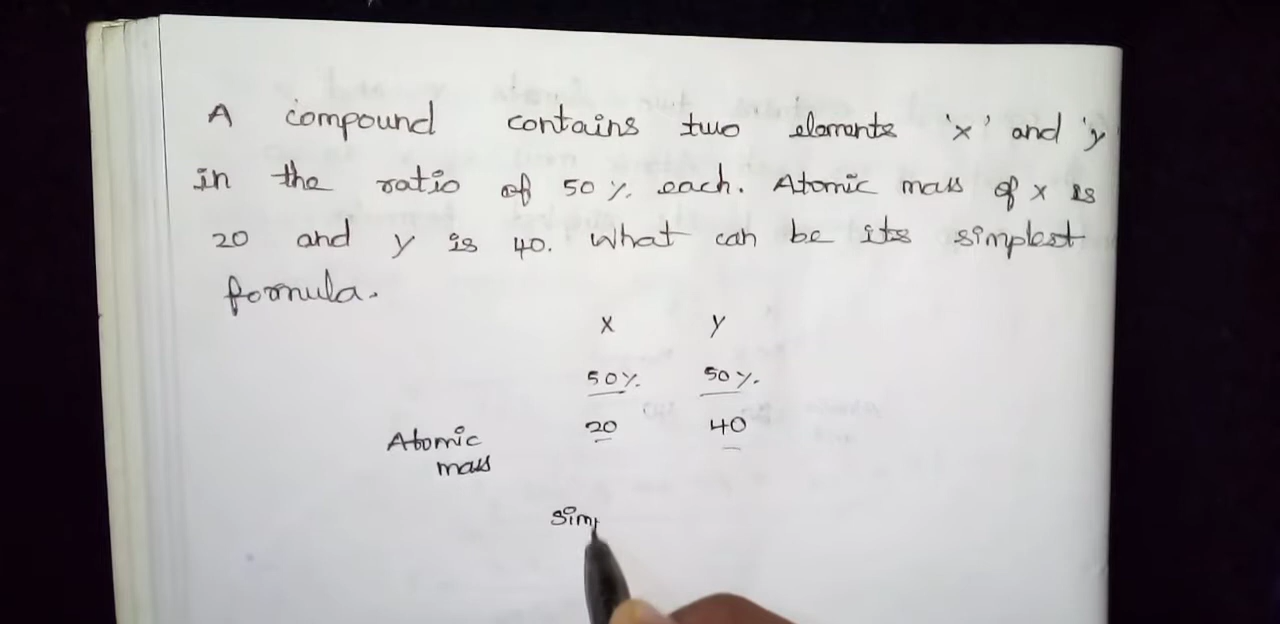 A compound contains two elements 'x' and 'y
in the ratio of 50 % each. Atomic mass of x is
20 and y is 40. What can be its simplest
formula.
x y
50% 50%.
Atomic 20 40
mass
Sim